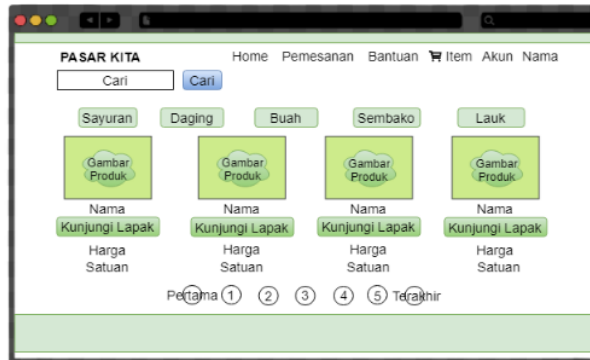 PASAR KITA Home Pemesanan Bantuan Item Akun Nama
Cari Cari
Sayuran Daging Buah Sembako Lauk
Gambar Gambar Gambar Gambar
Produk Produk Produk Produk
Nama Nama Nama Nama
Kunjungi Lapak Kunjungi Lapak Kunjungi Lapak Kunjungi Lapak
Harga Harga Harga Harga
Satuan Satuan Satuan Satuan
Pertama 1 2 3 4 5 Terakhir